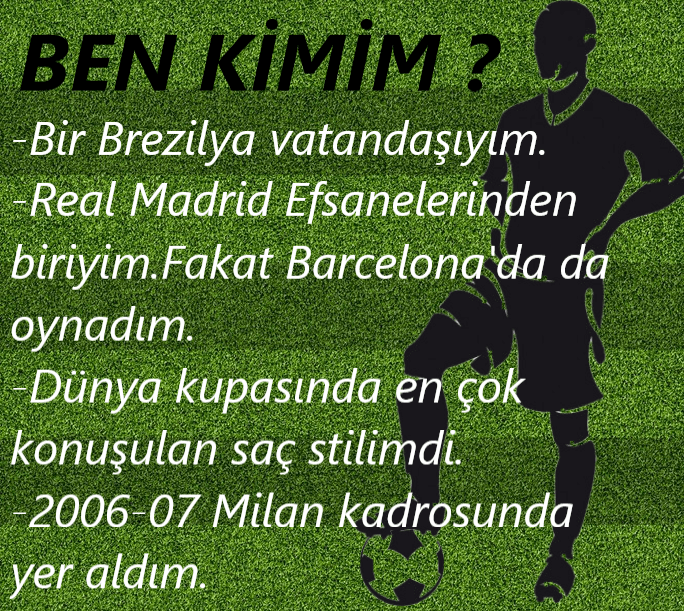 BEN KİMİM ?
-Bir Brezilya vatandaşıyım.
-Real Madrid Efsanelerinden
biriyim.Fakat Barcelona'da da
oynadım.
-Dünya kupasında en çok
konuşulan saç stilimdi.
-2006-07 Milan kadrosunda
yer aldım.